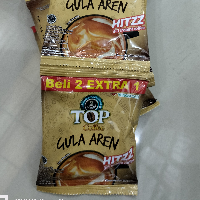 GULA AREN
HITZZ
Beli 2 EXTRA 1
TOP
GULA AREN
HITZZ